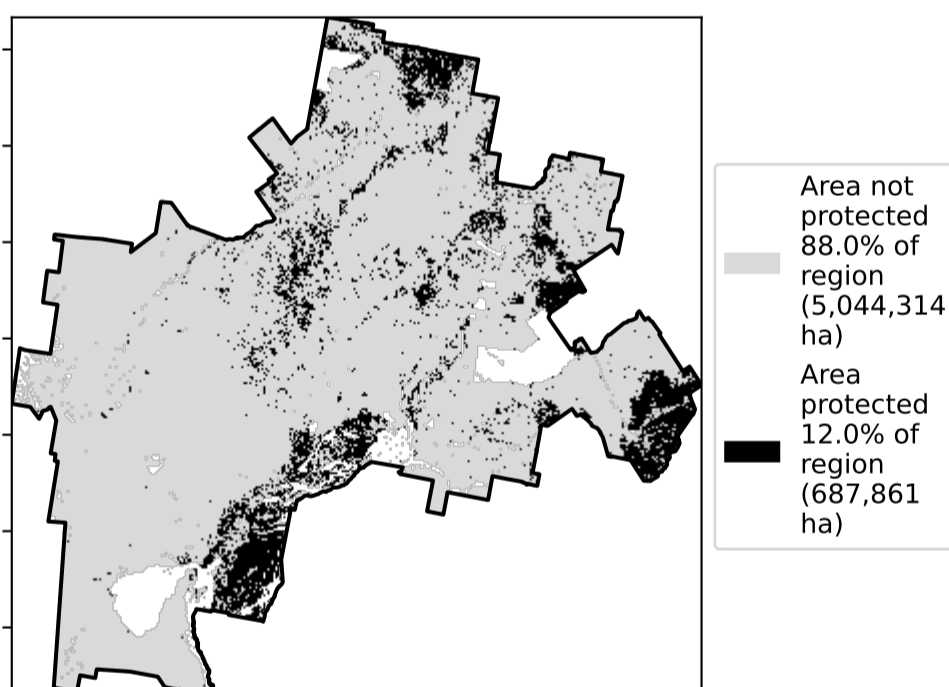 Area not
protected
88.0% of
region
(5,044,314
ha)
Area
protected
12.0% of
region
(687,861
ha)